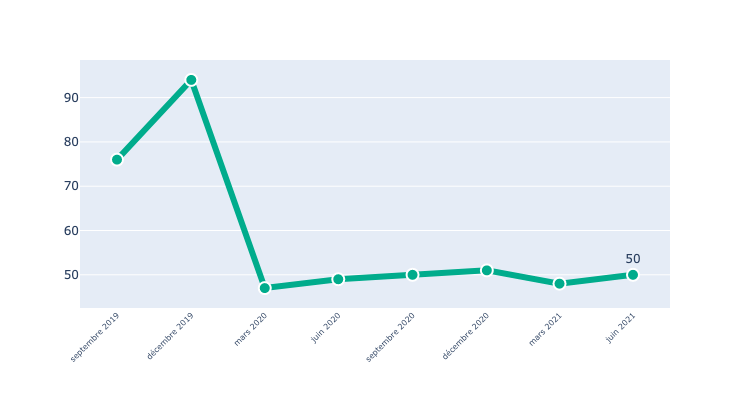 90
80
70
60
50
50
septembre 2019
décembre 2019
mars 2020
juin 2020
septembre 2020
décembre 2020
mars 2021
juin 2021